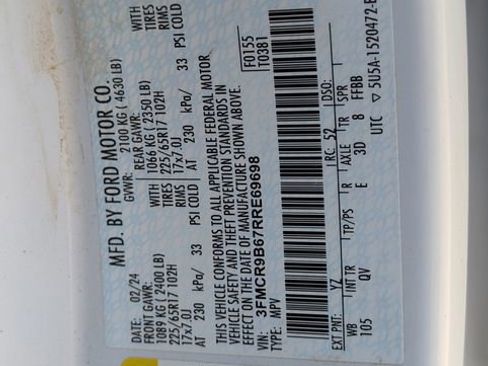 MFD. BY FORD MOTOR CO.
DATE: 02/24
GVWR: 2100 KG ( 4630 LB)
FRONT GAWR: REAR GAWR:
1089 KG ( 2400 LB) WITH 1066 KG ( 2350 LB) WITH
225/65R17 102H TIRES 225/65R17 102H TIRES
17x7.0J RIMS 17x7.0J RIMS
AT 230 kPa/ 33 PSI COLD AT 230 kPa/ 33 PSI COLD
THIS VEHICLE CONFORMS TO ALL APPLICABLE FEDERAL MOTOR
VEHICLE SAFETY AND THEFT PREVENTION STANDARDS IN
EFFECT ON THE DATE OF MANUFACTURE SHOWN ABOVE.
VIN: 3FMCR9B67RRE69698
TYPE: MPV
F0155
T0381
EXT PNT: YZ RC: 52 DSO:
WB INT TR TP/PS R AXLE TR SPR
105 QV E 3D 8 FFBB
UTC ▽ 5U5A-1520472-